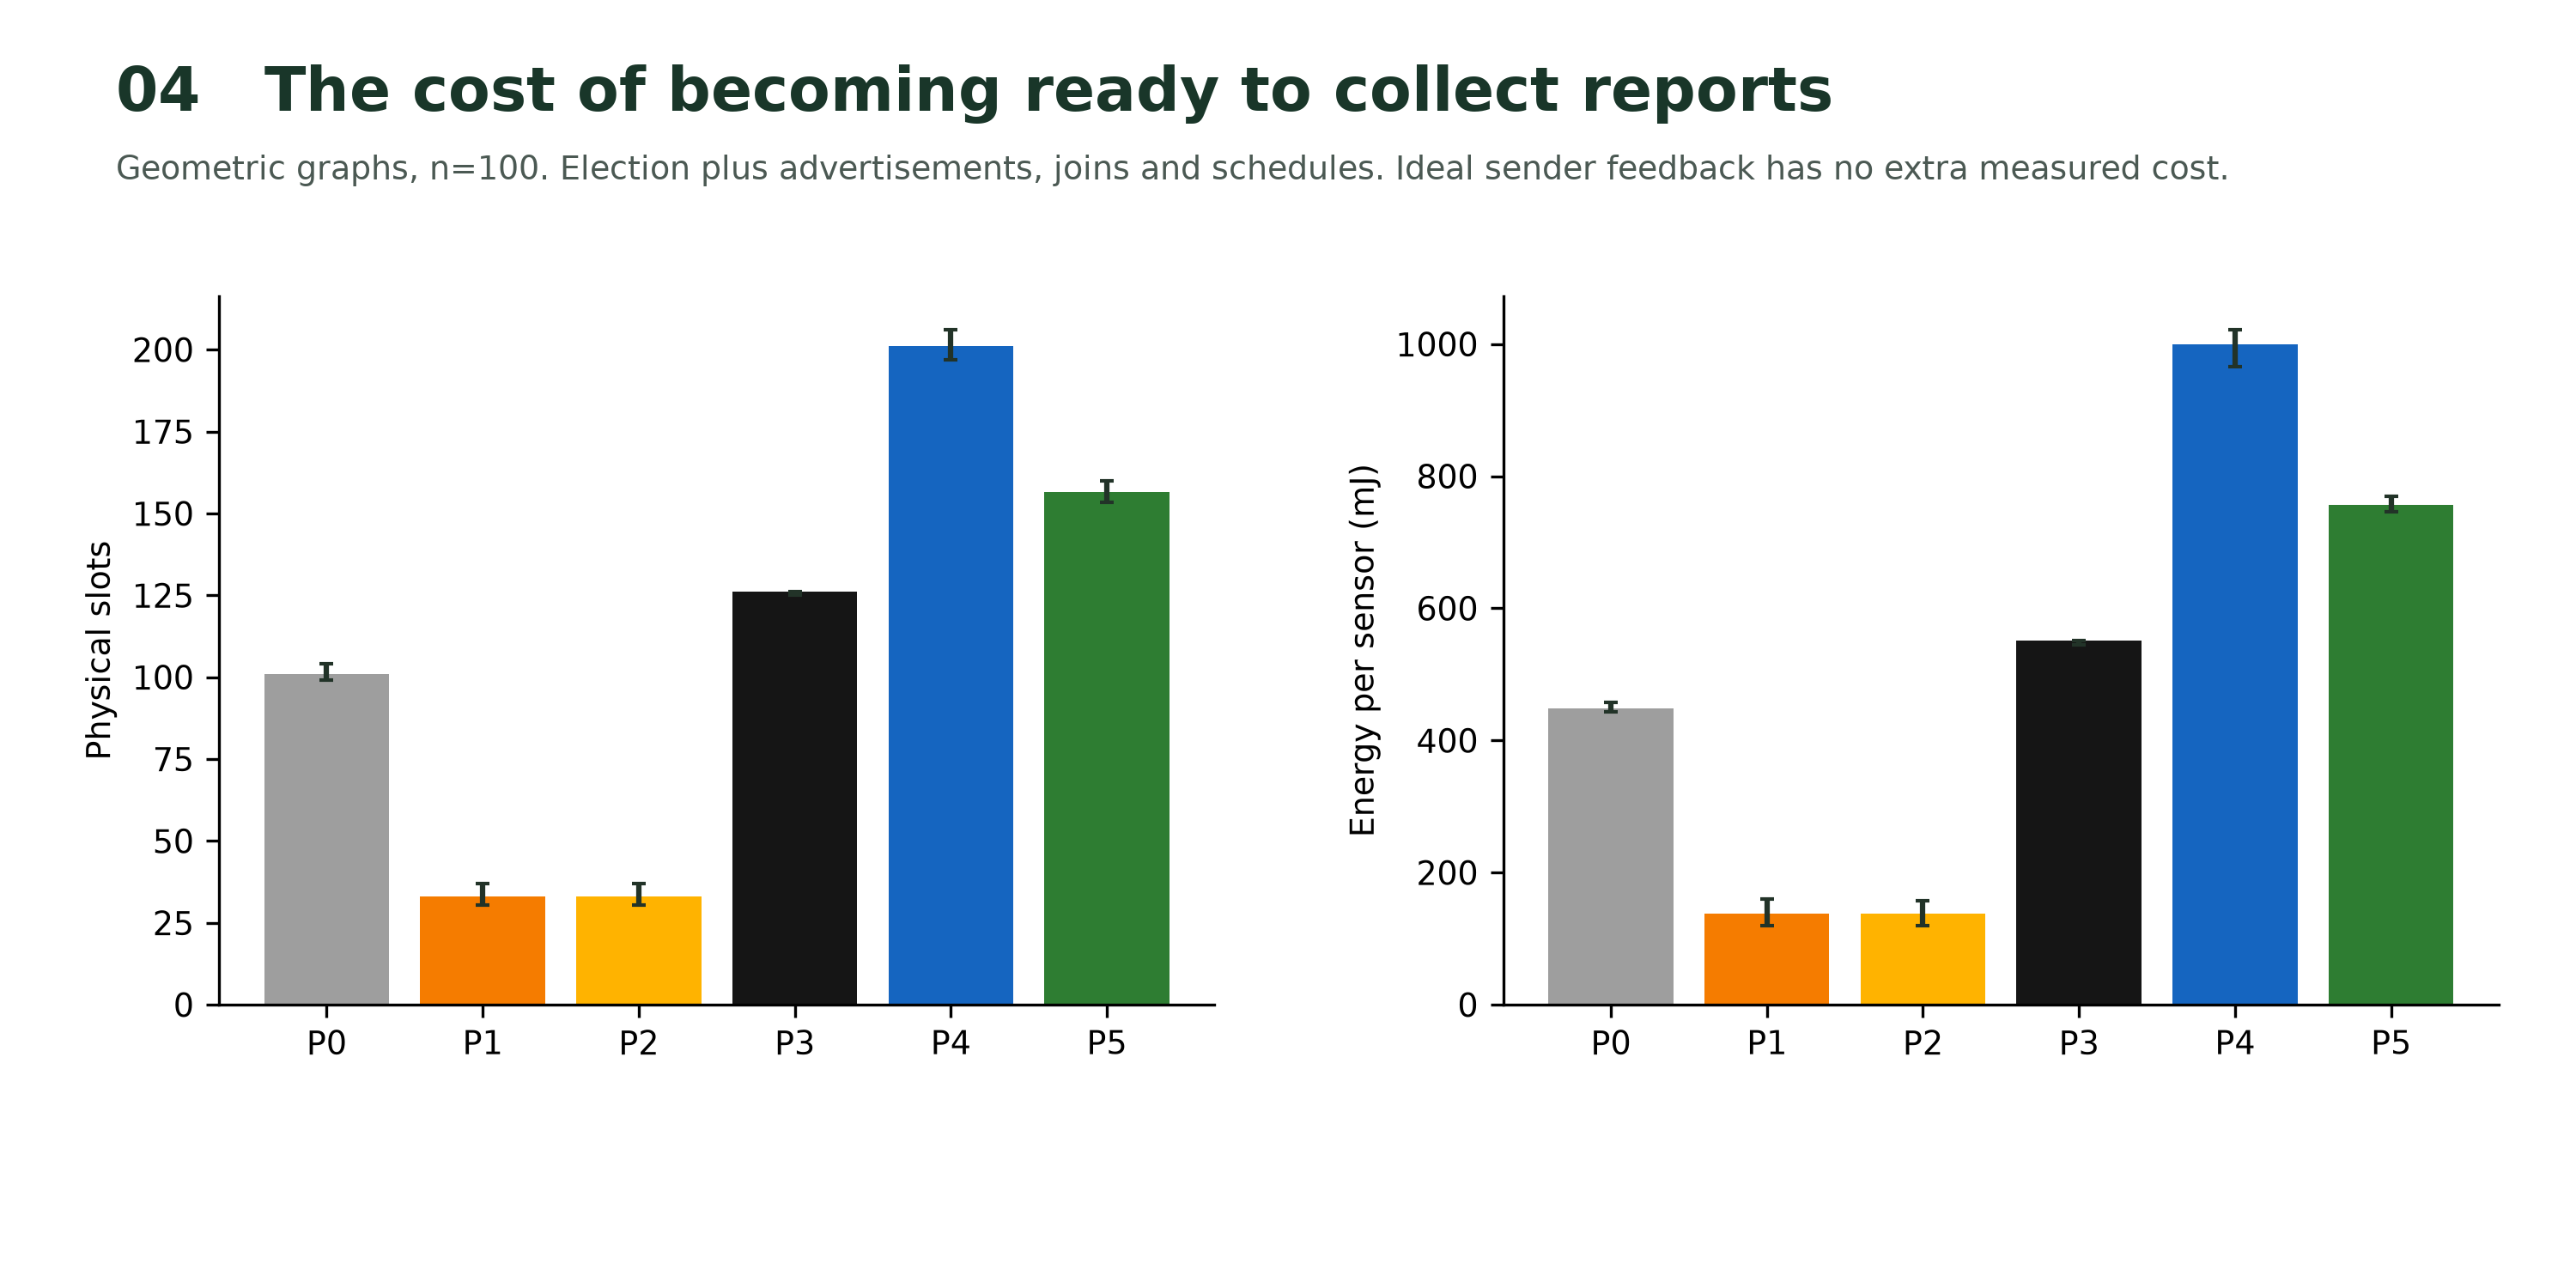 04 The cost of becoming ready to collect reports
Geometric graphs, n=100. Election plus advertisements, joins and schedules. Ideal sender feedback has no extra measured cost.
Physical slots
200
175
150
125
100
75
50
25
0
P0 P1 P2 P3 P4 P5
Energy per sensor (mJ)
1000
800
600
400
200
0
P0 P1 P2 P3 P4 P5